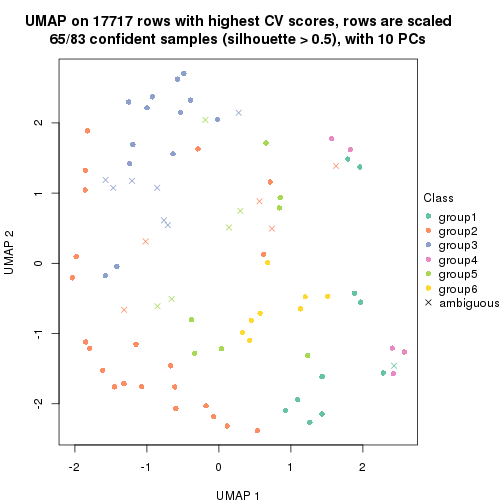 UMAP on 17717 rows with highest CV scores, rows are scaled
65/83 confident samples (silhouette > 0.5), with 10 PCs
UMAP 2
2
1
0
-1
-2
-2
-1
0
1
2
UMAP 1
Class
group1
group2
group3
group4
group5
group6
ambiguous